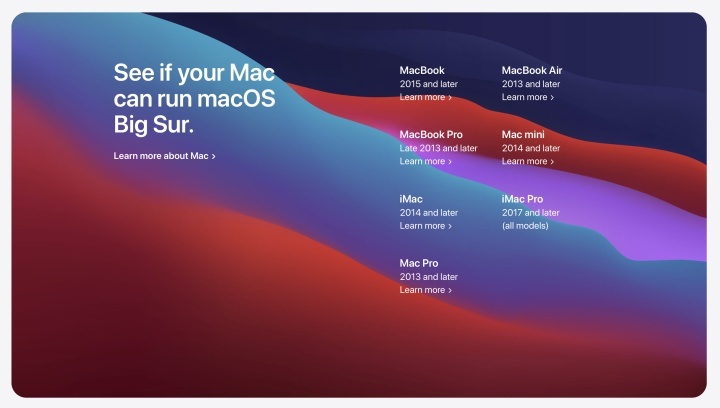 See if your Mac
can run macOS
Big Sur.
Learn more about Mac ›
MacBook
2015 and later
Learn more ›
MacBook Air
2013 and later
Learn more ›
MacBook Pro
Late 2013 and later
Learn more ›
Mac mini
2014 and later
Learn more ›
iMac
2014 and later
Learn more ›
iMac Pro
2017 and later
(all models)
Mac Pro
2013 and later
Learn more ›